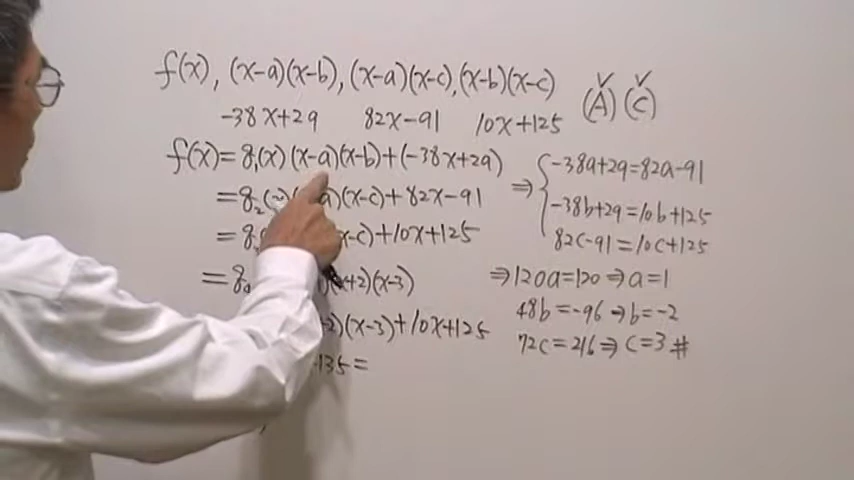 f(x), (x-a)(x-b), (x-a)(x-c), (x-b)(x-c) (A)(C)
-38x+29 82x-91 10x+125
f(x)=g₁(x)(x-a)(x-b)+(-38x+29)
=g₂(x)( a)(x-c)+82x-91
=g x-c)+10x+125
=g (x+2)(x-3)
2)(x-3)+10x+125
135=
⇒ { -38a+29=82a-91
-38b+29=10b+125
82c-91=10c+125
⇒120a=120⇒a=1
48b=-96⇒b=-2
72c=216⇒c=3#